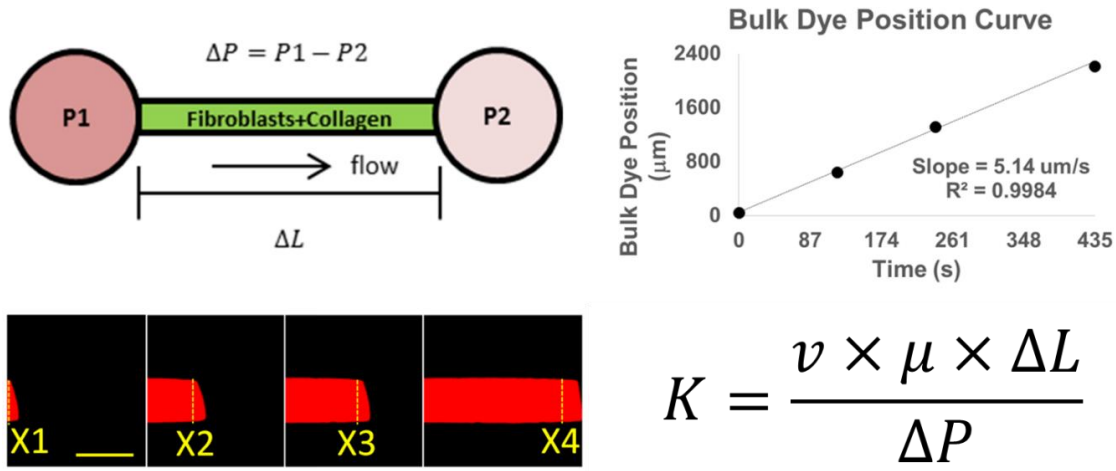 ΔP = P1 − P2
P1
Fibroblasts+Collagen
P2
flow
ΔL
Bulk Dye Position Curve
Bulk Dye Position
(μm)
2400
1600
800
0
Slope = 5.14 um/s
R² = 0.9984
0 87 174 261 348 435
Time (s)
X1 X2 X3 X4
K = \frac{v × μ × ΔL}{ΔP}